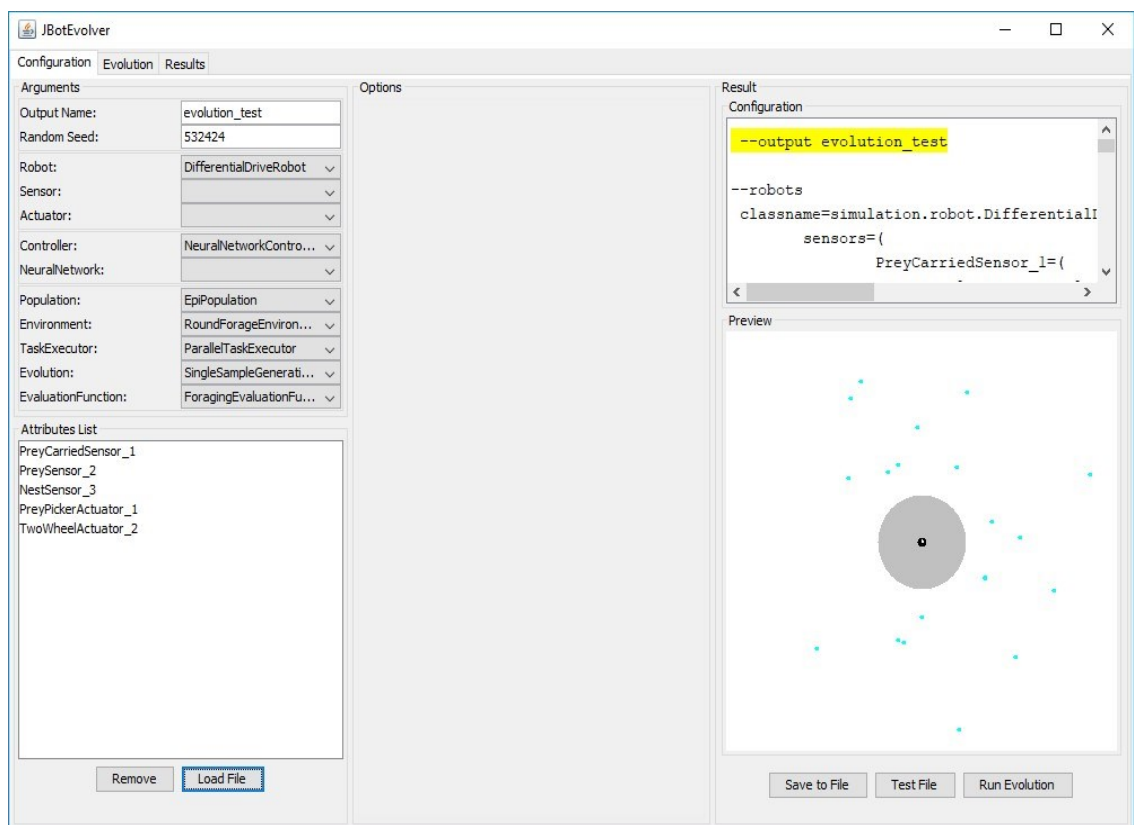 JBotEvolver
Configuration Evolution Results
Arguments
Output Name: evolution_test
Random Seed: 532424
Robot: DifferentialDriveRobot
Sensor:
Actuator:
Controller: NeuralNetworkContro...
NeuralNetwork:
Population: EpiPopulation
Environment: RoundForageEnviron...
TaskExecutor: ParallelTaskExecutor
Evolution: SingleSampleGenerati...
EvaluationFunction: ForagingEvaluationFu...
Attributes List
PreyCarriedSensor_1
PreySensor_2
NestSensor_3
PreyPickerActuator_1
TwoWheelActuator_2
Remove Load File
Options
Result
Configuration
--output evolution_test
--robots
classname=simulation.robot.Differential
sensors=(
PreyCarriedSensor_1=(
Preview
Save to File Test File Run Evolution